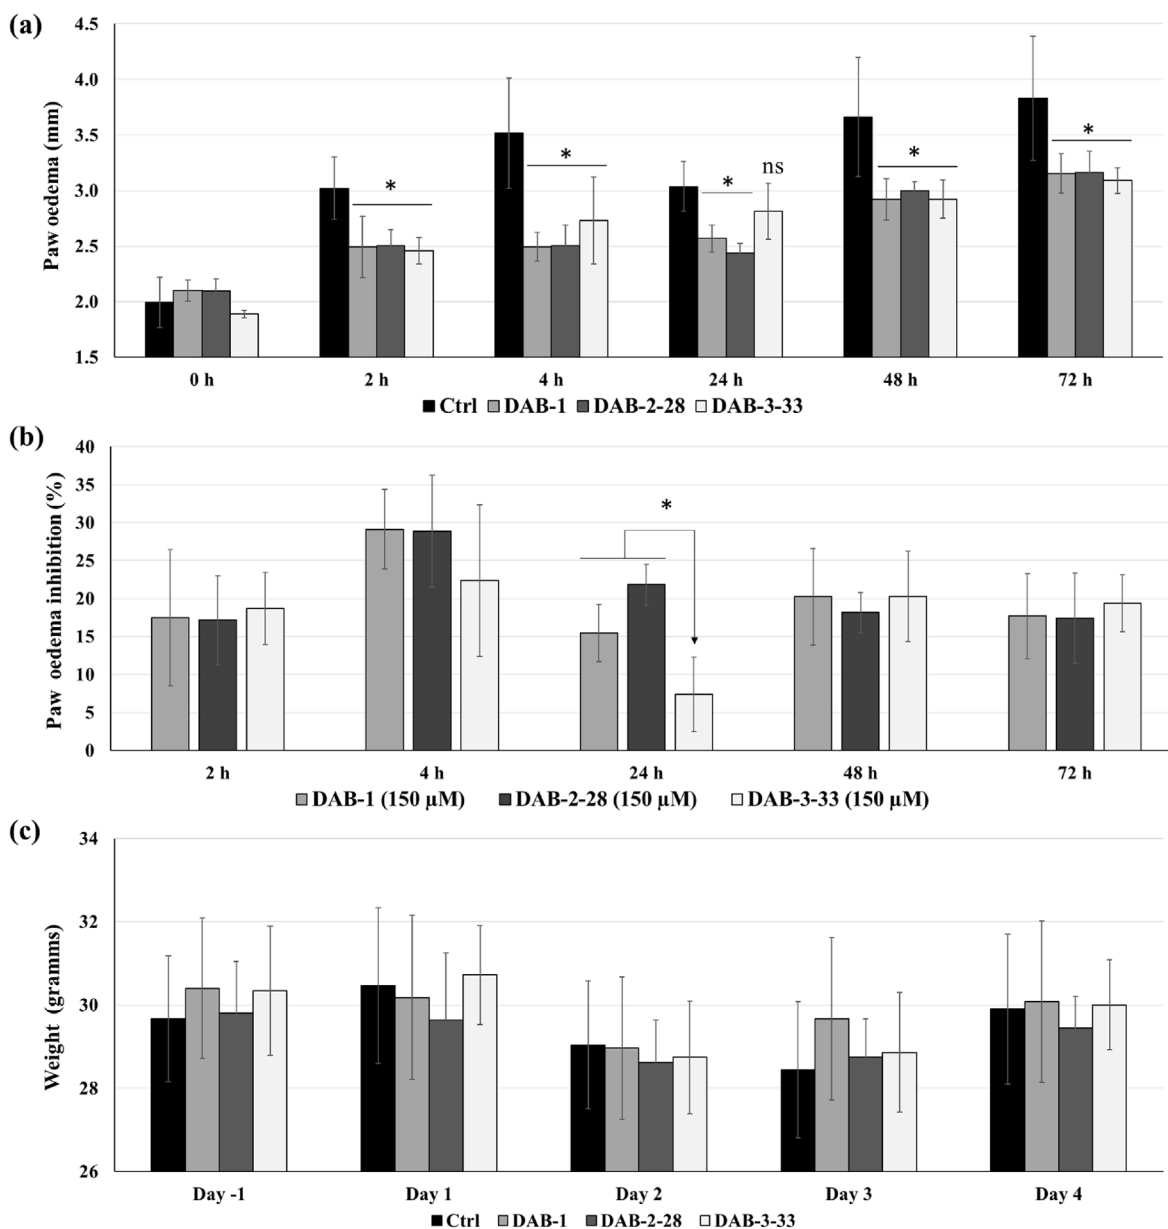 (a)
Paw oedema (mm)
4.5
4.0
3.5
3.0
2.5
2.0
1.5
*
*
*
ns
*
*
0 h 2 h 4 h 24 h 48 h 72 h
Ctrl DAB-1 DAB-2-28 DAB-3-33
(b)
Paw oedema inhibition (%)
40
35
30
25
20
15
10
5
0
*
2 h 4 h 24 h 48 h 72 h
DAB-1 (150 µM) DAB-2-28 (150 µM) DAB-3-33 (150 µM)
(c)
Weight (gramms)
34
32
30
28
26
Day -1 Day 1 Day 2 Day 3 Day 4
Ctrl DAB-1 DAB-2-28 DAB-3-33